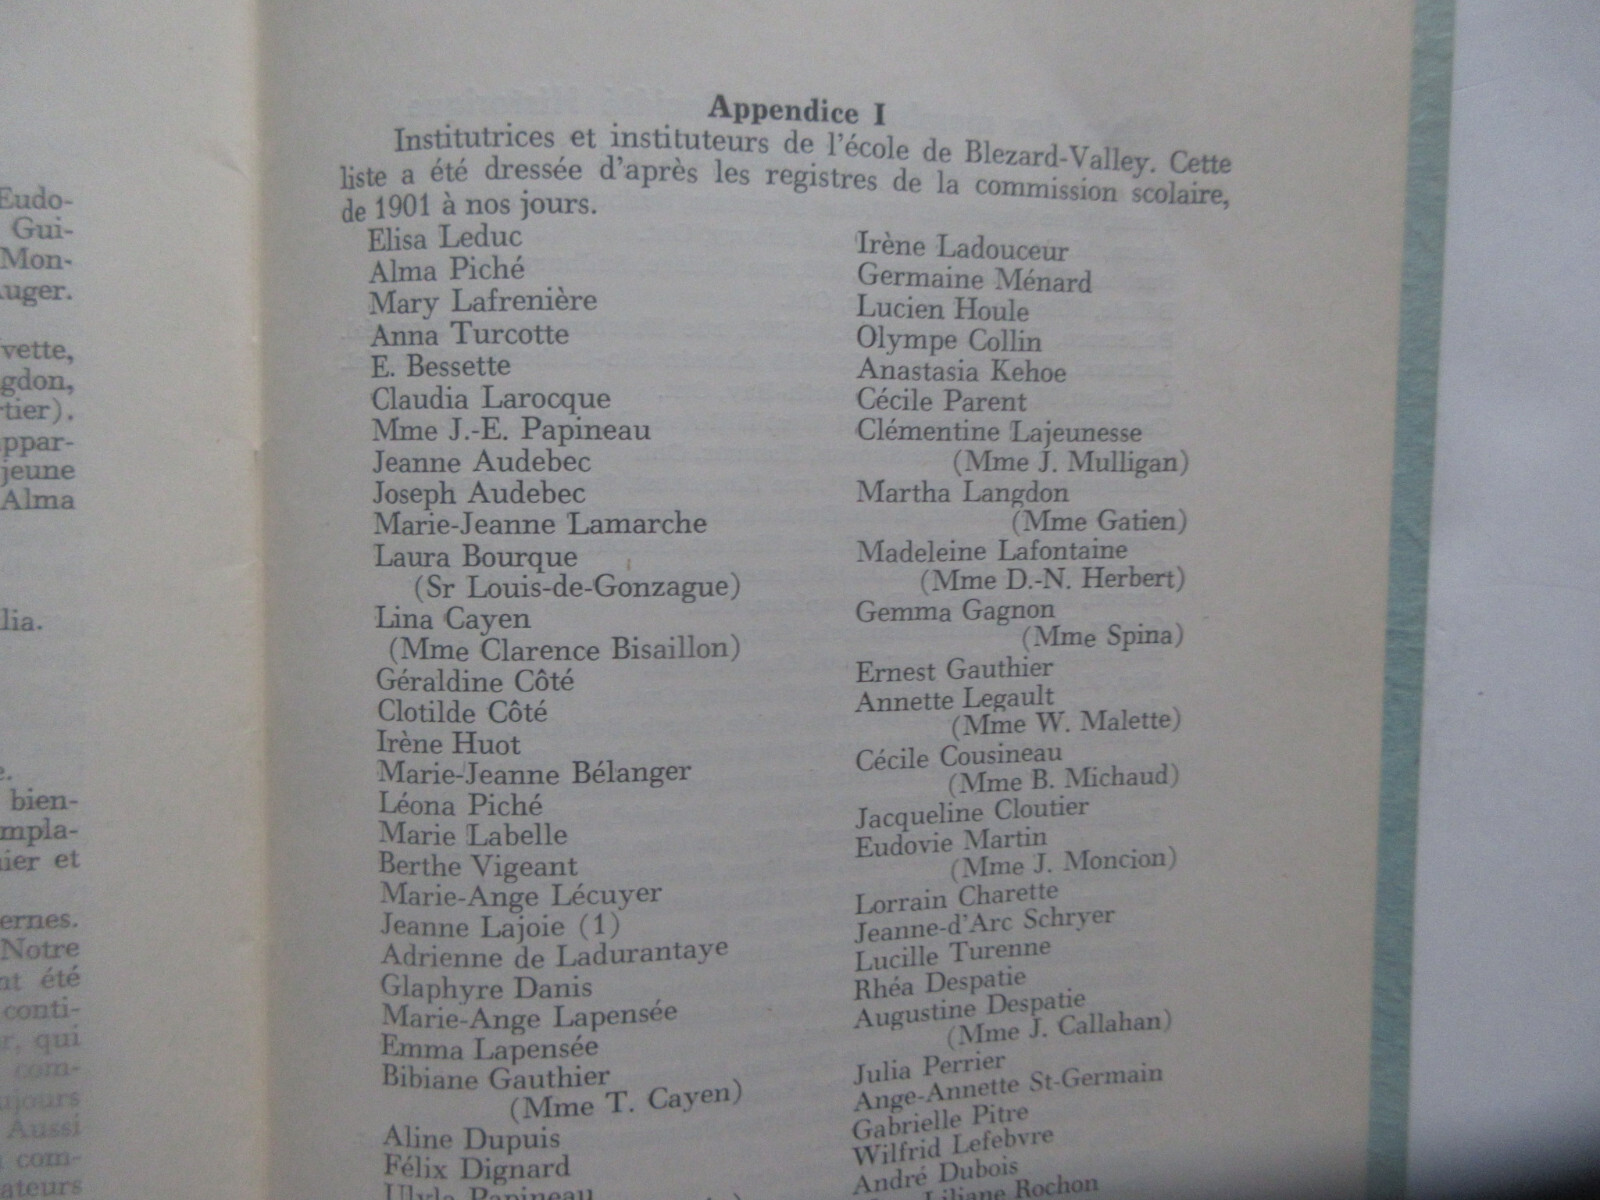 Eudo-
Gui-
Mon-
Auger.
vette,
gdon,
rtier).
appar-
jeune
Alma
lia.
e.
bien-
mpla-
ier et
ernes.
Notre
nt été
conti-
r, qui
com-
ujours
Aussi
com-
ateurs
Appendice I
Institutrices et instituteurs de l'école de Blezard-Valley. Cette
liste a été dressée d'après les registres de la commission scolaire,
de 1901 à nos jours.
Elisa Leduc
Alma Piché
Mary Lafrenière
Anna Turcotte
E. Bessette
Claudia Larocque
Mme J.-E. Papineau
Jeanne Audebec
Joseph Audebec
Marie-Jeanne Lamarche
Laura Bourque
(Sr Louis-de-Gonzague)
Lina Cayen
(Mme Clarence Bisaillon)
Géraldine Côté
Clotilde Côté
Irène Huot
Marie-Jeanne Bélanger
Léona Piché
Marie Labelle
Berthe Vigeant
Marie-Ange Lécuyer
Jeanne Lajoie (1)
Adrienne de Ladurantaye
Glaphyre Danis
Marie-Ange Lapensée
Emma Lapensée
Bibiane Gauthier
(Mme T. Cayen)
Aline Dupuis
Félix Dignard
Papineau
Irène Ladouceur
Germaine Ménard
Lucien Houle
Olympe Collin
Anastasia Kehoe
Cécile Parent
Clémentine Lajeunesse
(Mme J. Mulligan)
Martha Langdon
(Mme Gatien)
Madeleine Lafontaine
(Mme D.-N. Herbert)
Gemma Gagnon
(Mme Spina)
Ernest Gauthier
Annette Legault
(Mme W. Malette)
Cécile Cousineau
(Mme B. Michaud)
Jacqueline Cloutier
Eudovie Martin
(Mme J. Moncion)
Lorrain Charette
Jeanne-d'Arc Schryer
Lucille Turenne
Rhéa Despatie
Augustine Despatie
(Mme J. Callahan)
Julia Perrier
Ange-Annette St-Germain
Gabrielle Pitre
Wilfrid Lefebvre
André Dubois
Liliane Rochon